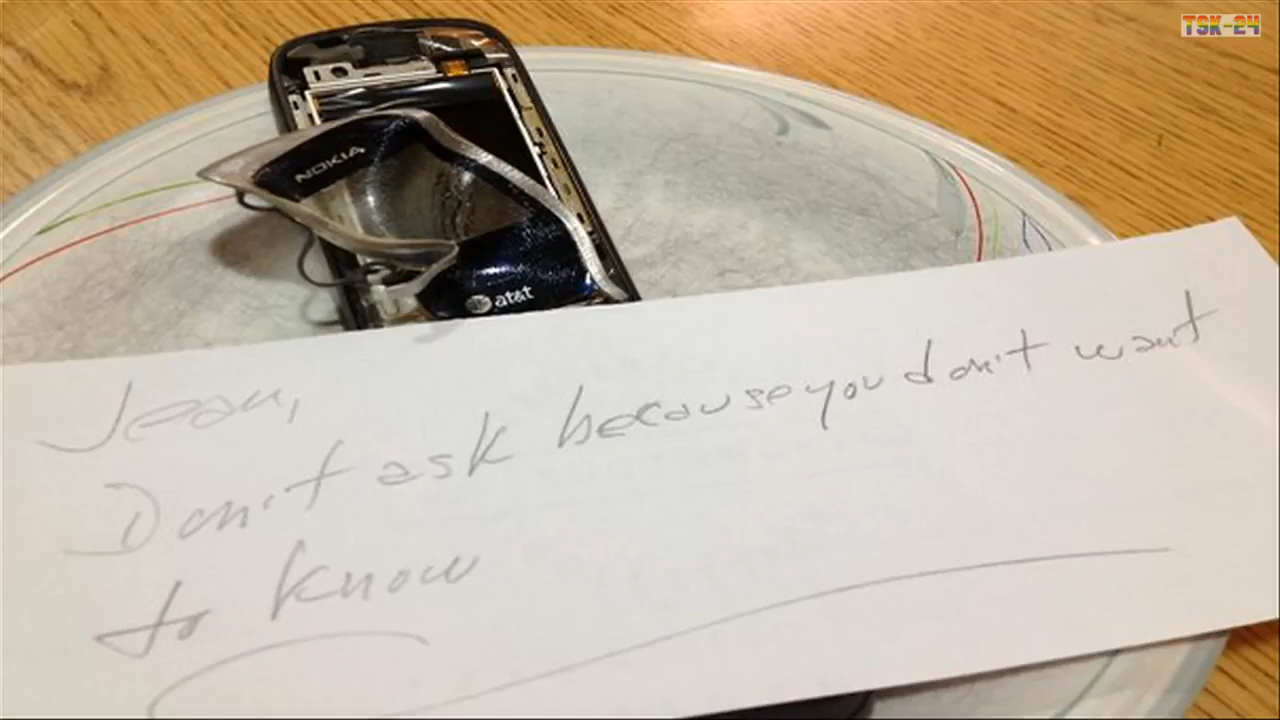 TSK-24
NOKIA
at&t
Jean,
Don't ask because you don't want
to know